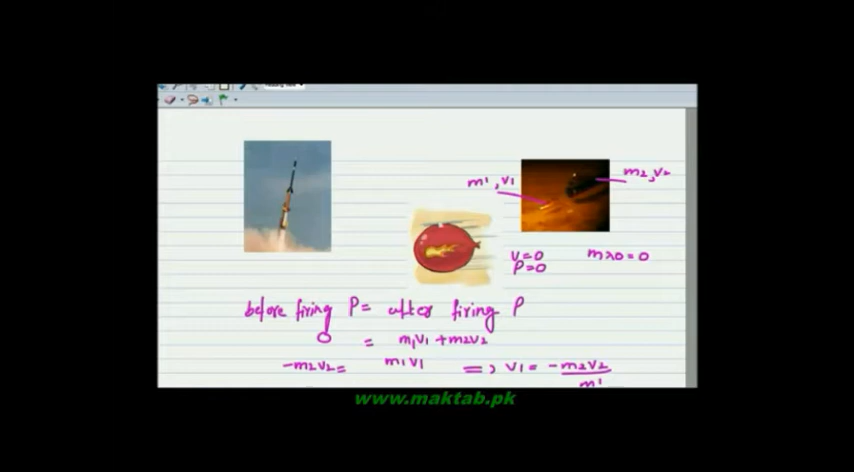 m1, v1
m2, v2
v=0
P=0
m×0=0
before firing P= after firing P
0 = m1v1 + m2v2
-m2v2= m1v1 => v1 = -m2v2
m1
www.maktab.pk